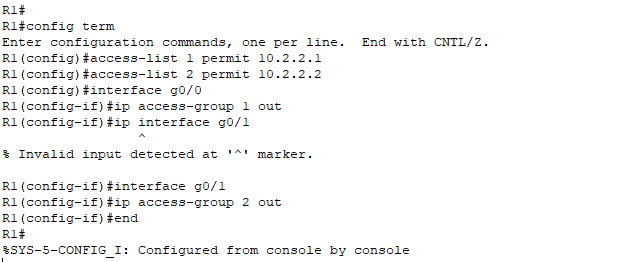 R1#
R1#config term
Enter configuration commands, one per line.  End with CNTL/Z.
R1(config)#access-list 1 permit 10.2.2.1
R1(config)#access-list 2 permit 10.2.2.2
R1(config)#interface g0/0
R1(config-if)#ip access-group 1 out
R1(config-if)#ip interface g0/1
                  ^
% Invalid input detected at '^' marker.

R1(config-if)#interface g0/1
R1(config-if)#ip access-group 2 out
R1(config-if)#end
R1#
%SYS-5-CONFIG_I: Configured from console by console